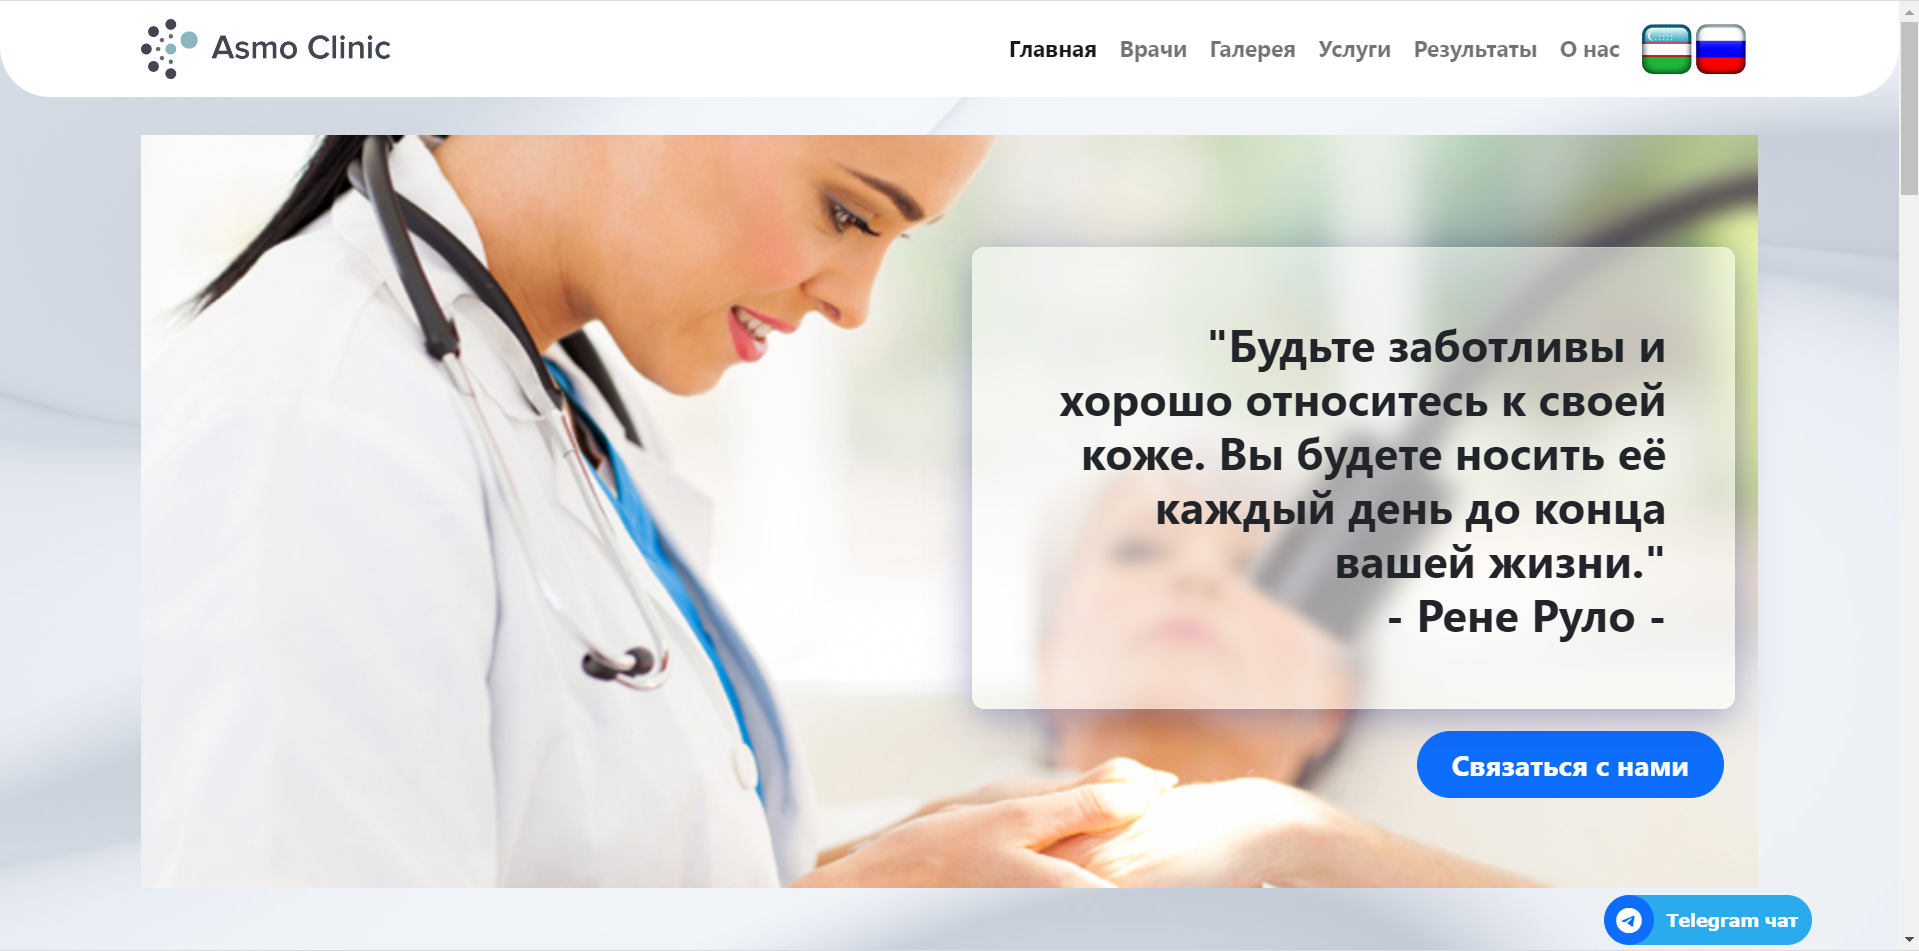 Asmo Clinic
Главная Врачи Галерея Услуги Результаты О нас
"Будьте заботливы и
хорошо относитесь к своей
коже. Вы будете носить её
каждый день до конца
вашей жизни."
- Рене Руло -
Связаться с нами
Telegram чат